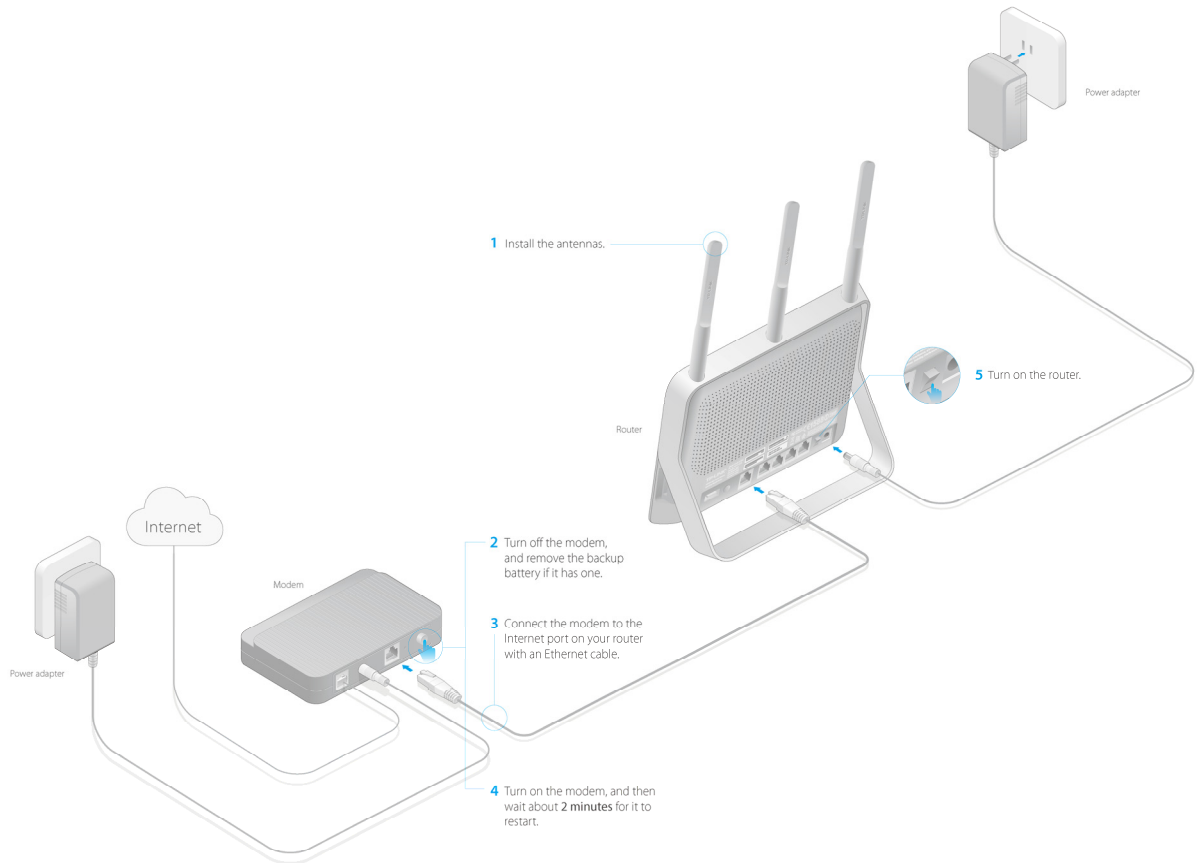 Power adapter
1 Install the antennas.
5 Turn on the router.
Router
Internet
2 Turn off the modem,
and remove the backup
battery if it has one.
Modem
3 Connect the modem to the
Internet port on your router
with an Ethernet cable.
Power adapter
4 Turn on the modem, and then
wait about 2 minutes for it to
restart.